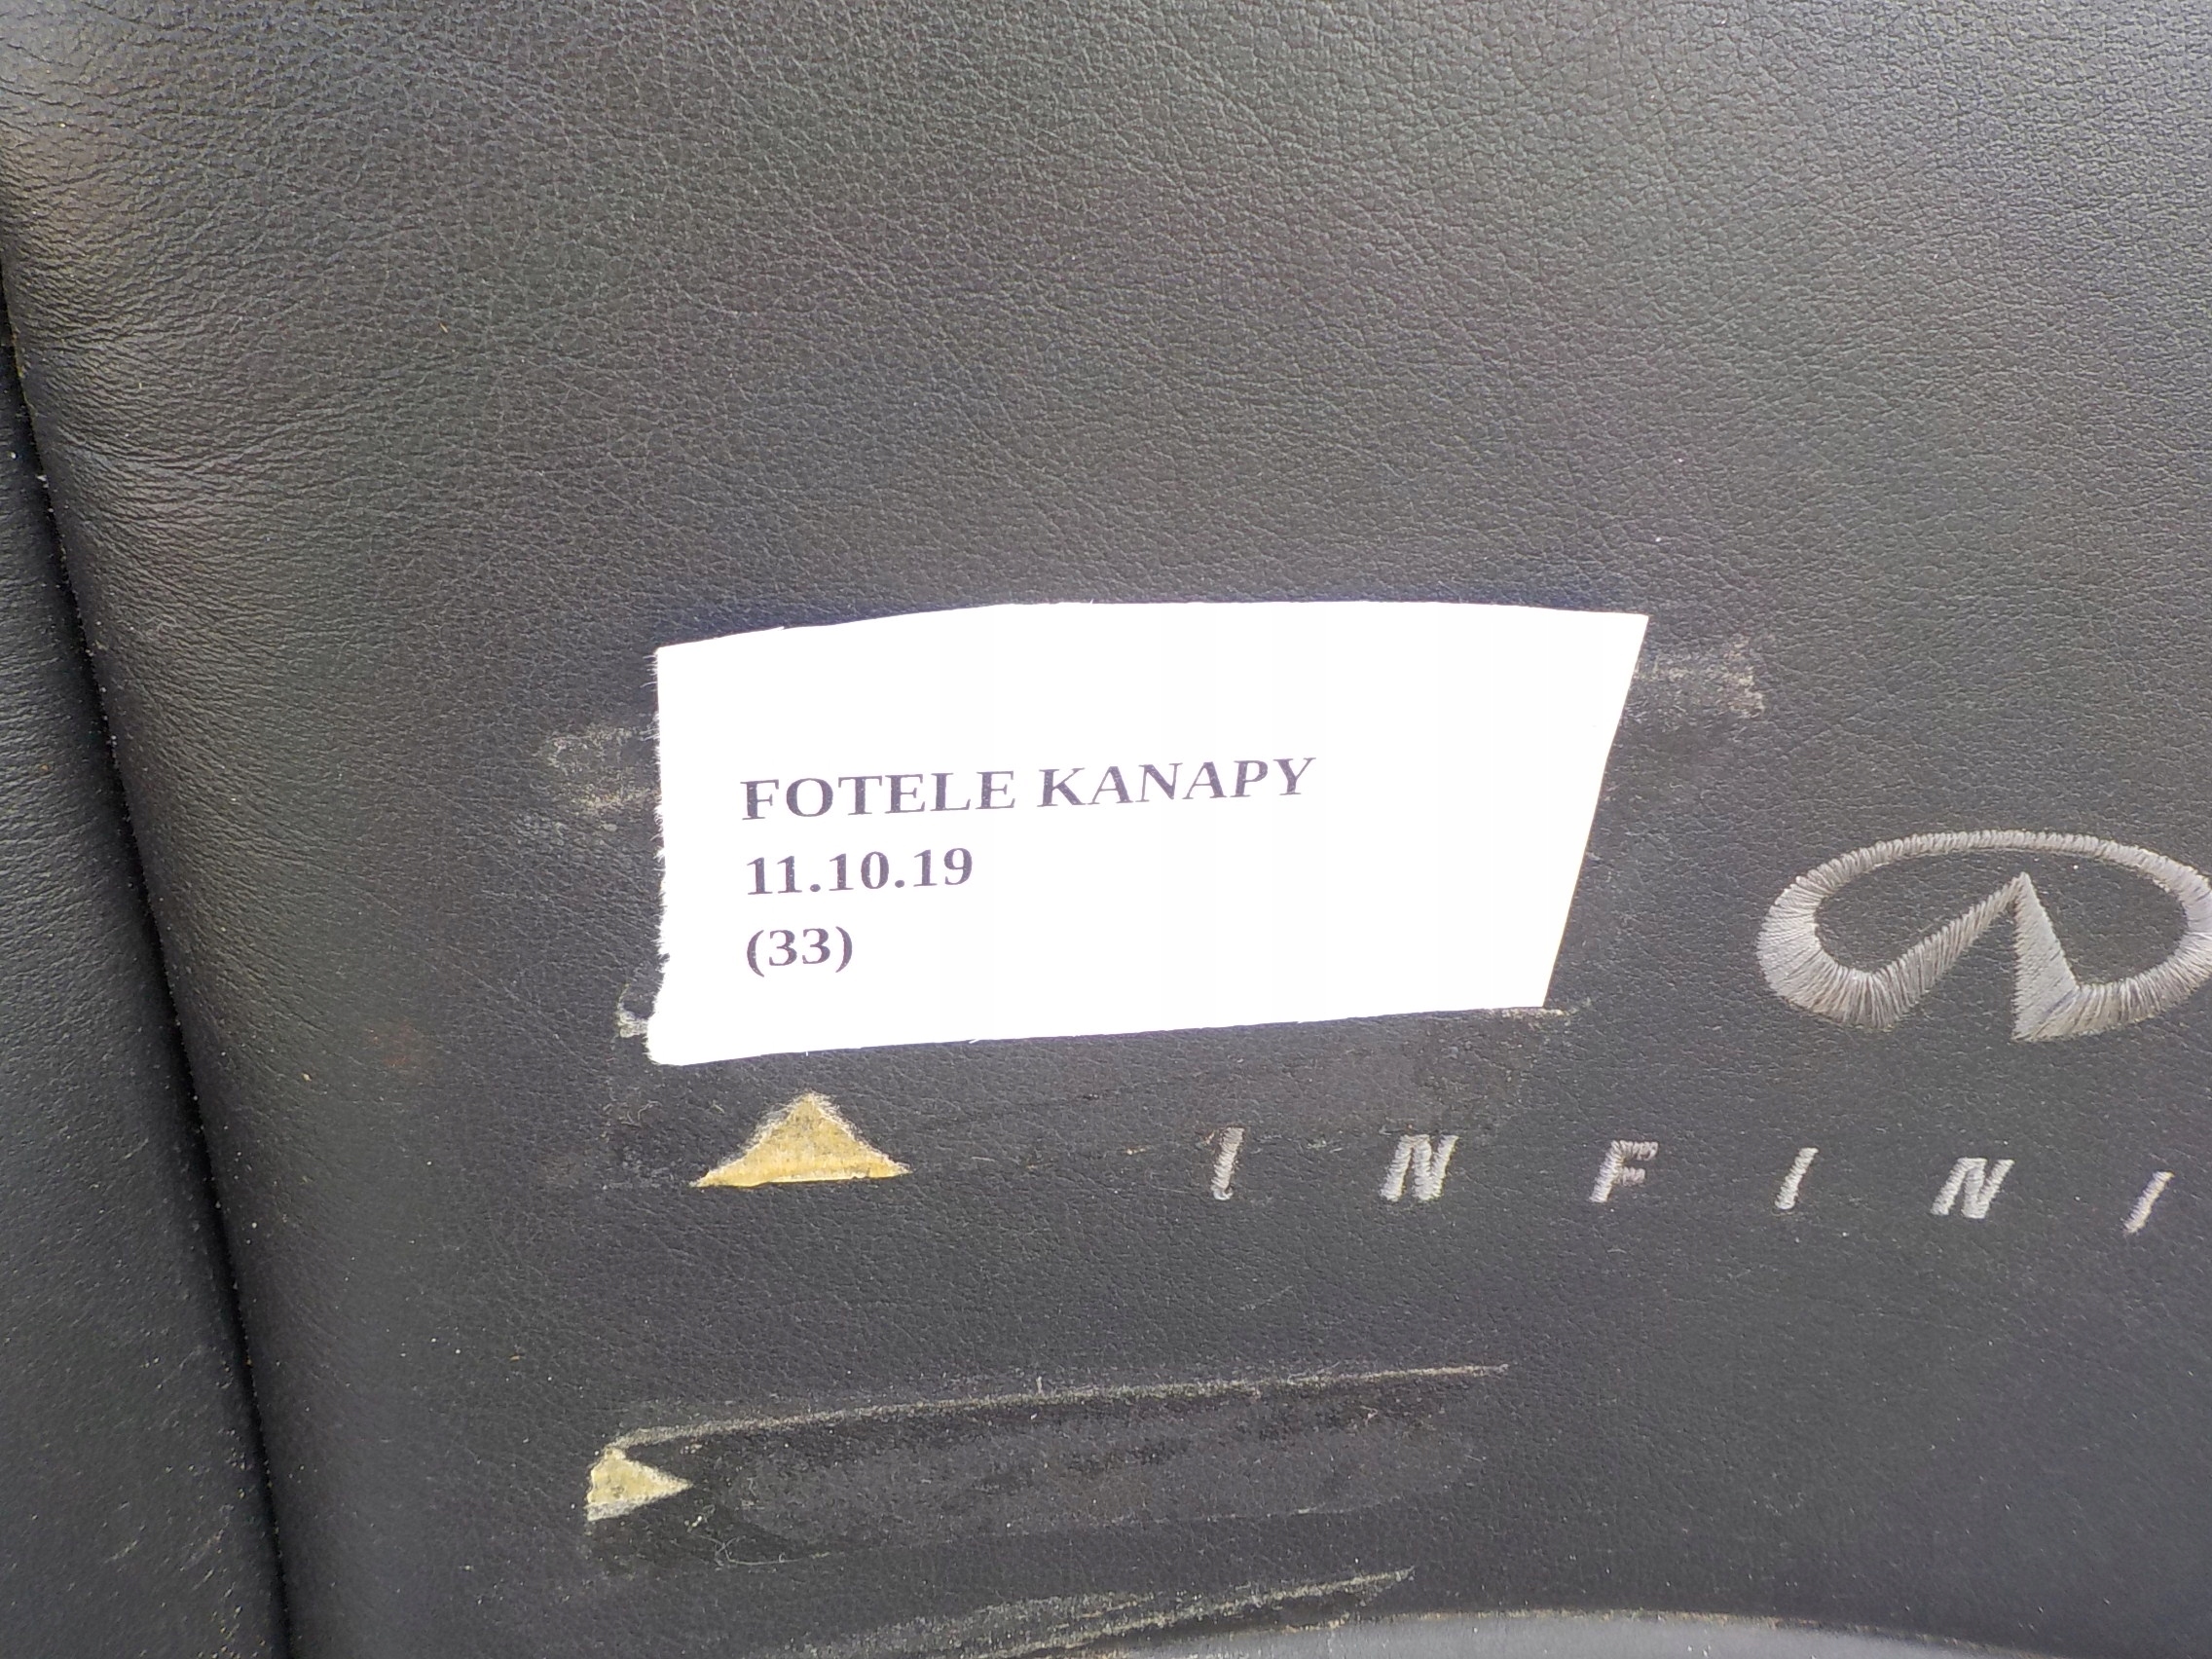 FOTELE KANAPY
11.10.19
(33)
INFINI